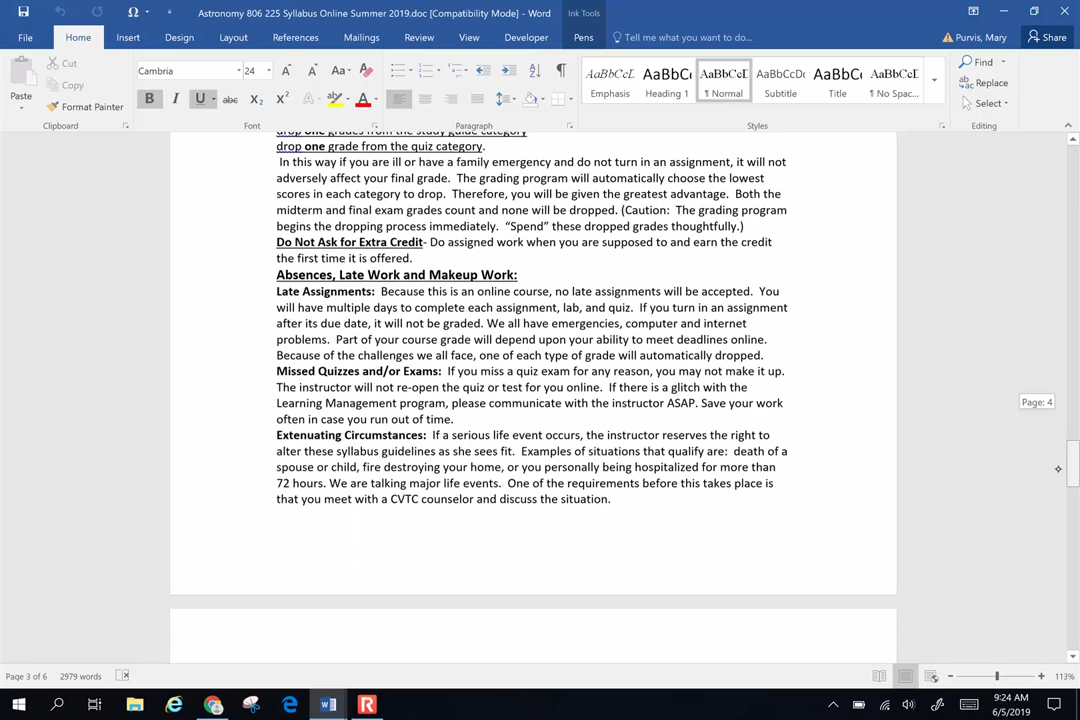 Astronomy 806 225 Syllabus Online Summer 2019.doc [Compatibility Mode] - Word
Ink Tools
File Home Insert Design Layout References Mailings Review View Developer Pens Tell me what you want to do... Purvis, Mary Share
Paste
Cut
Copy
Format Painter
Clipboard
Cambria 24
Font
Paragraph
AaBbCcD Emphasis
AaBbCc Heading 1
AaBbCcD ¶ Normal
AaBbCcDc Subtitle
AaBbCc Title
AaBbCc ¶ No Spac...
Styles
Find
Replace
Select
Editing
drop one grades from the study guide category
drop one grade from the quiz category.
In this way if you are ill or have a family emergency and do not turn in an assignment, it will not
adversely affect your final grade. The grading program will automatically choose the lowest
scores in each category to drop. Therefore, you will be given the greatest advantage. Both the
midterm and final exam grades count and none will be dropped. (Caution: The grading program
begins the dropping process immediately. “Spend” these dropped grades thoughtfully.)
Do Not Ask for Extra Credit- Do assigned work when you are supposed to and earn the credit
the first time it is offered.
Absences, Late Work and Makeup Work:
Late Assignments: Because this is an online course, no late assignments will be accepted. You
will have multiple days to complete each assignment, lab, and quiz. If you turn in an assignment
after its due date, it will not be graded. We all have emergencies, computer and internet
problems. Part of your course grade will depend upon your ability to meet deadlines online.
Because of the challenges we all face, one of each type of grade will automatically dropped.
Missed Quizzes and/or Exams: If you miss a quiz exam for any reason, you may not make it up.
The instructor will not re-open the quiz or test for you online. If there is a glitch with the
Learning Management program, please communicate with the instructor ASAP. Save your work
often in case you run out of time.
Extenuating Circumstances: If a serious life event occurs, the instructor reserves the right to
alter these syllabus guidelines as she sees fit. Examples of situations that qualify are: death of a
spouse or child, fire destroying your home, or you personally being hospitalized for more than
72 hours. We are talking major life events. One of the requirements before this takes place is
that you meet with a CVTC counselor and discuss the situation.
Page: 4
Page 3 of 6 2979 words 113%
9:24 AM
6/5/2019